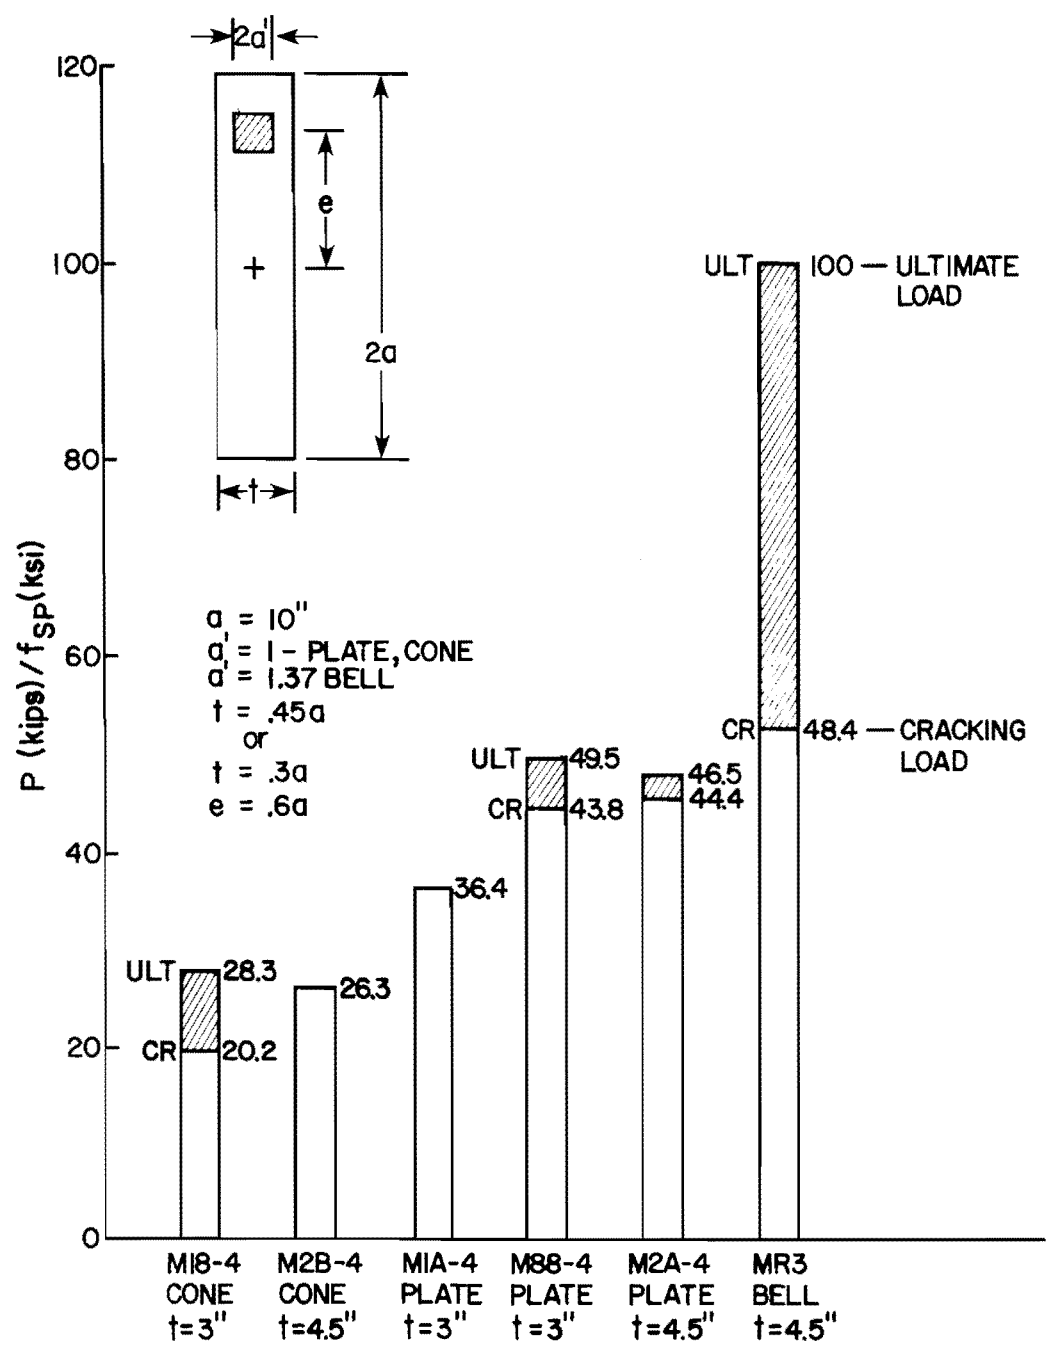 2a'
120
e
100
2a
80
t
ULT 100 — ULTIMATE
LOAD
P (kips) / fSP (ksi)
a = 10"
a' = 1 - PLATE, CONE
a' = 1.37 BELL
t = .45a
or
t = .3a
e = .6a
60
CR 48.4 — CRACKING
LOAD
ULT 49.5
CR 43.8
46.5
44.4
40
36.4
ULT 28.3
26.3
20
CR 20.2
0
M18-4
CONE
t=3"
M2B-4
CONE
t=4.5"
M1A-4
PLATE
t=3"
M88-4
PLATE
t=3"
M2A-4
PLATE
t=4.5"
MR3
BELL
t=4.5"